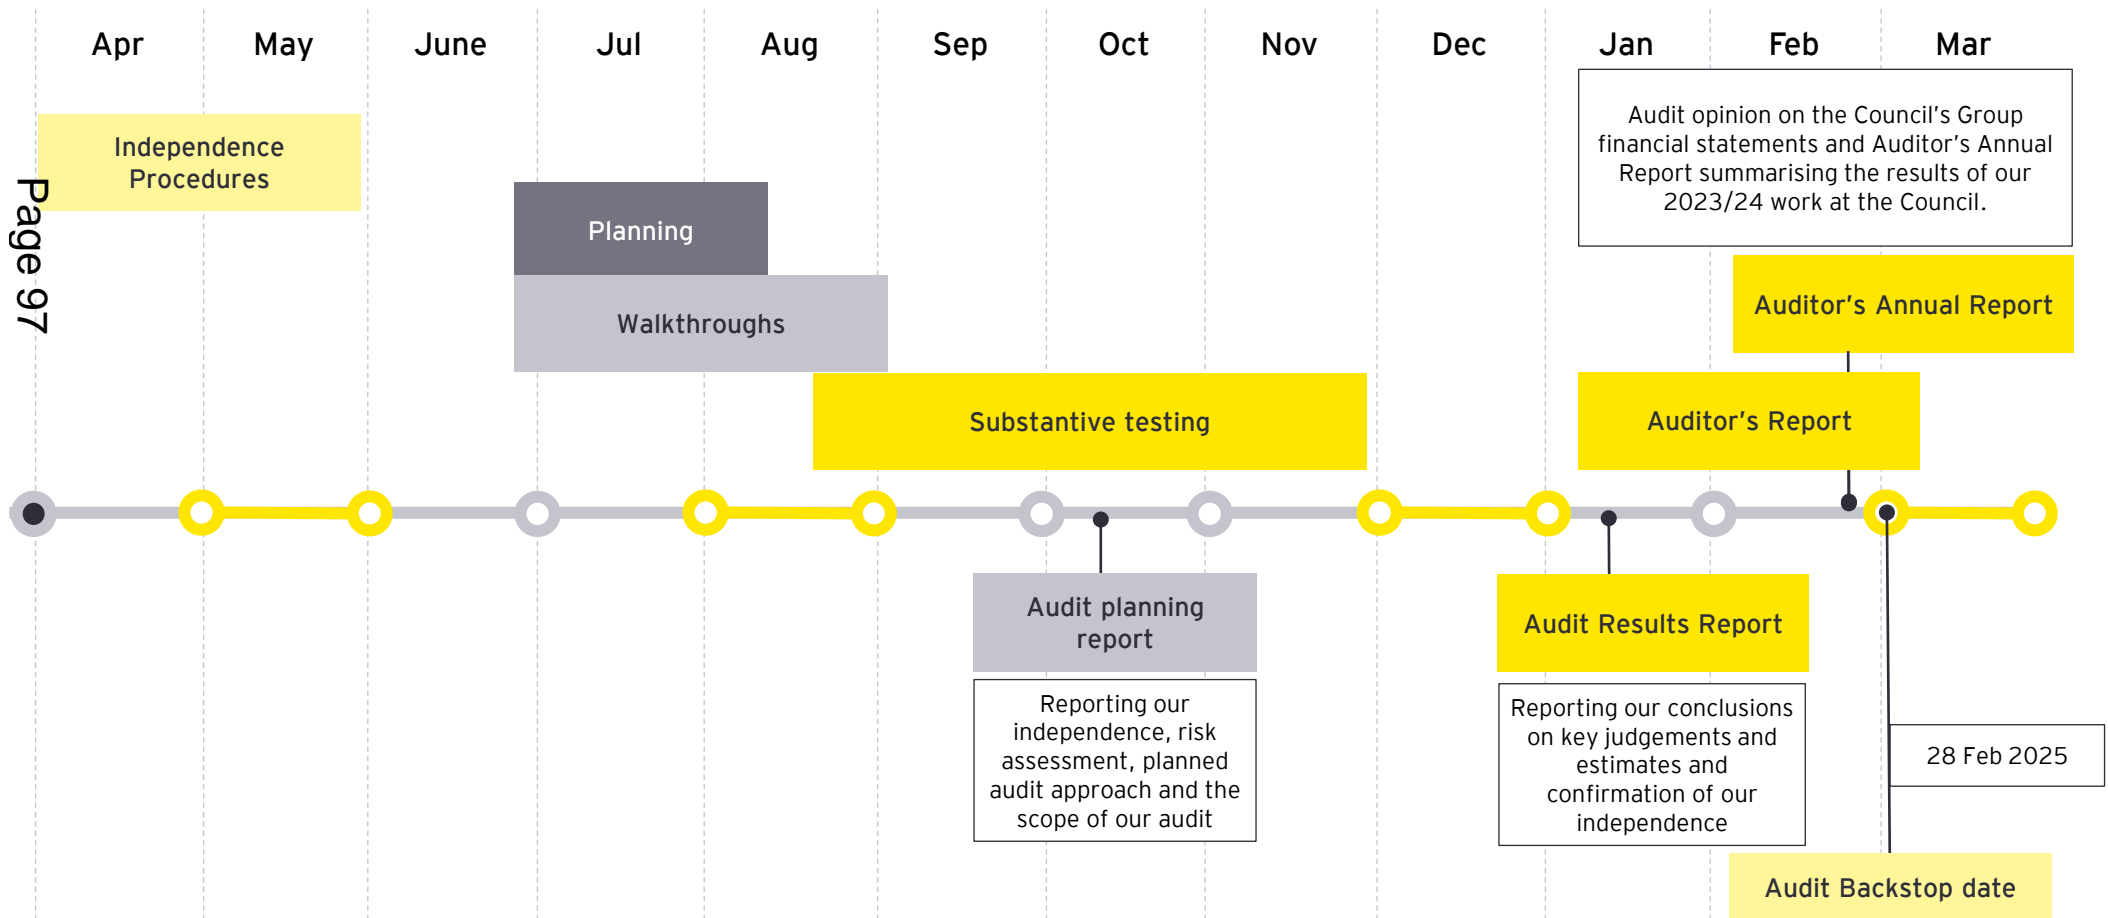 Apr May June Jul Aug Sep Oct Nov Dec Jan Feb Mar
Audit opinion on the Council’s Group
financial statements and Auditor’s Annual
Report summarising the results of our
2023/24 work at the Council.
Independence
Procedures
Page 97
Planning
Walkthroughs
Auditor’s Annual Report
Substantive testing
Auditor’s Report
Audit planning
report
Reporting our
independence, risk
assessment, planned
audit approach and the
scope of our audit
Audit Results Report
Reporting our conclusions
on key judgements and
estimates and
confirmation of our
independence
28 Feb 2025
Audit Backstop date